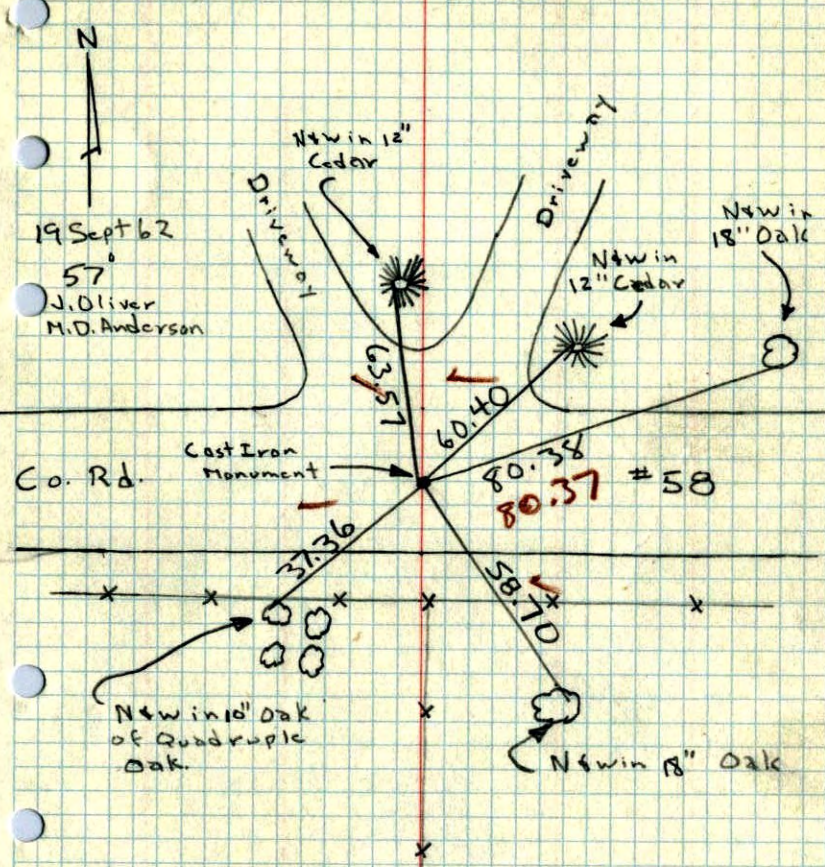 N
19 Sept 62
57°
J. Oliver
M.D. Anderson
N&W in 12"
Cedar
Driveway
Driveway
N&W in
18" Oak
N&W in
12" Cedar
63.57
60.40
80.38
80.37
Cast Iron
Monument
Co. Rd.
#58
37.36
58.70
N&W in 10" Oak
of Quadruple
Oak.
N&W in 18" Oak